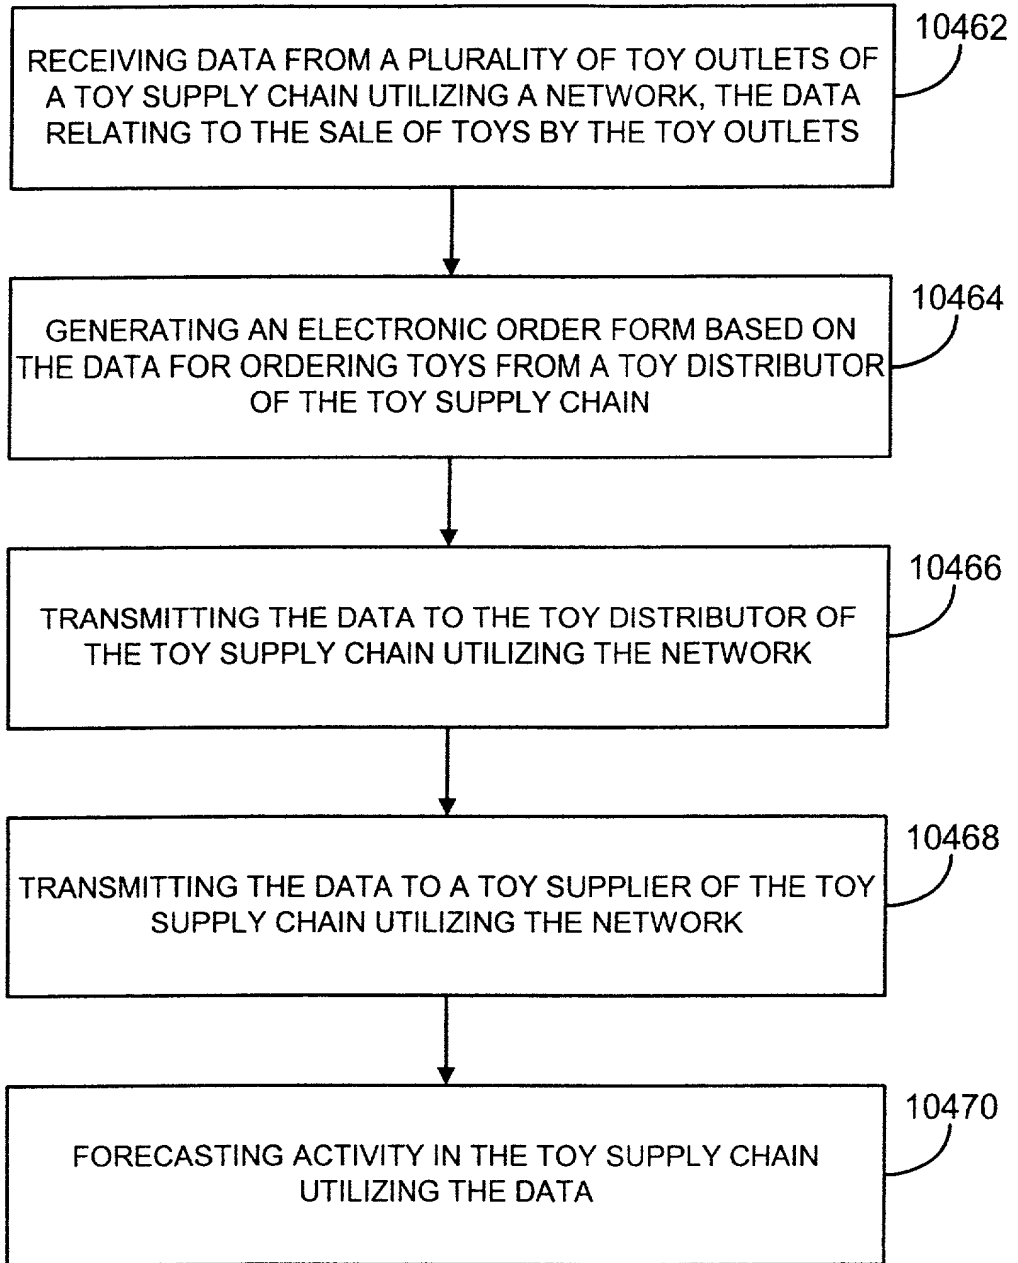 10462
RECEIVING DATA FROM A PLURALITY OF TOY OUTLETS OF
A TOY SUPPLY CHAIN UTILIZING A NETWORK, THE DATA
RELATING TO THE SALE OF TOYS BY THE TOY OUTLETS
10464
GENERATING AN ELECTRONIC ORDER FORM BASED ON
THE DATA FOR ORDERING TOYS FROM A TOY DISTRIBUTOR
OF THE TOY SUPPLY CHAIN
10466
TRANSMITTING THE DATA TO THE TOY DISTRIBUTOR OF
THE TOY SUPPLY CHAIN UTILIZING THE NETWORK
10468
TRANSMITTING THE DATA TO A TOY SUPPLIER OF THE TOY
SUPPLY CHAIN UTILIZING THE NETWORK
10470
FORECASTING ACTIVITY IN THE TOY SUPPLY CHAIN
UTILIZING THE DATA